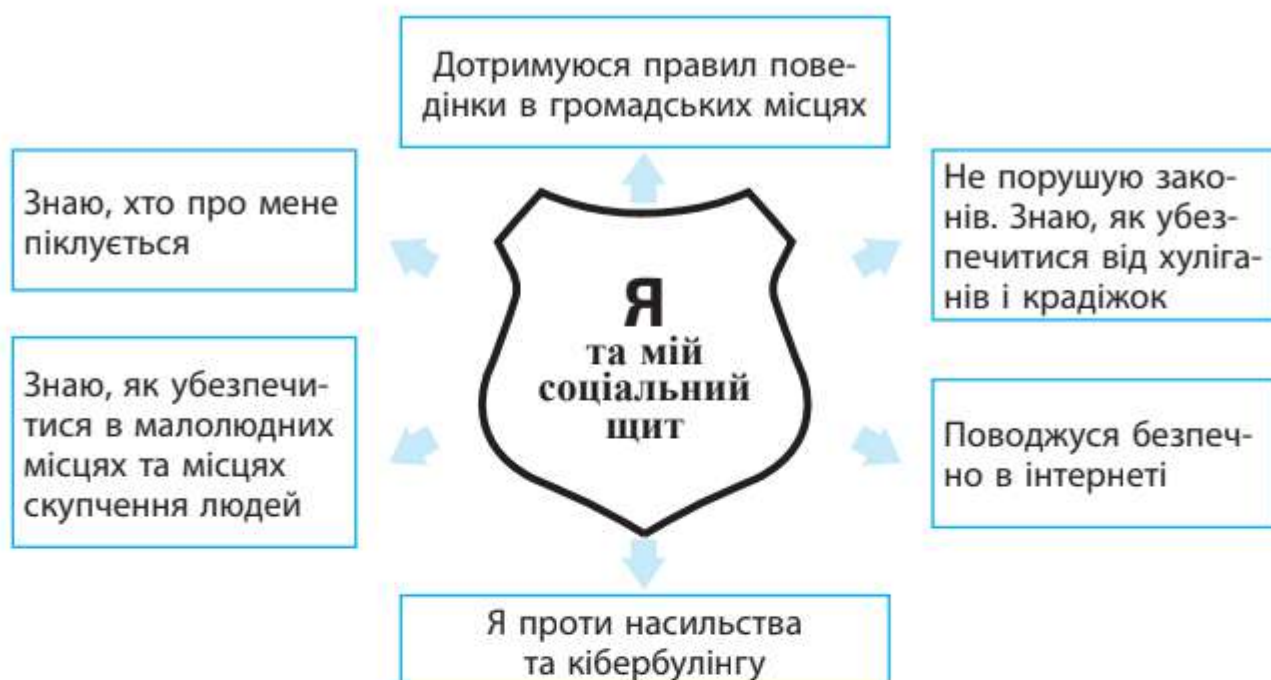 Дотримуюся правил пове-
дінки в громадських місцях
Знаю, хто про мене
піклується
Не порушую зако-
нів. Знаю, як убез-
печитися від хуліга-
нів і крадіжок
Я
та мій
соціальний
щит
Знаю, як убезпечи-
тися в малолюдних
місцях та місцях
скупчення людей
Поводжуся безпеч-
но в інтернеті
Я проти насильства
та кібербулінгу